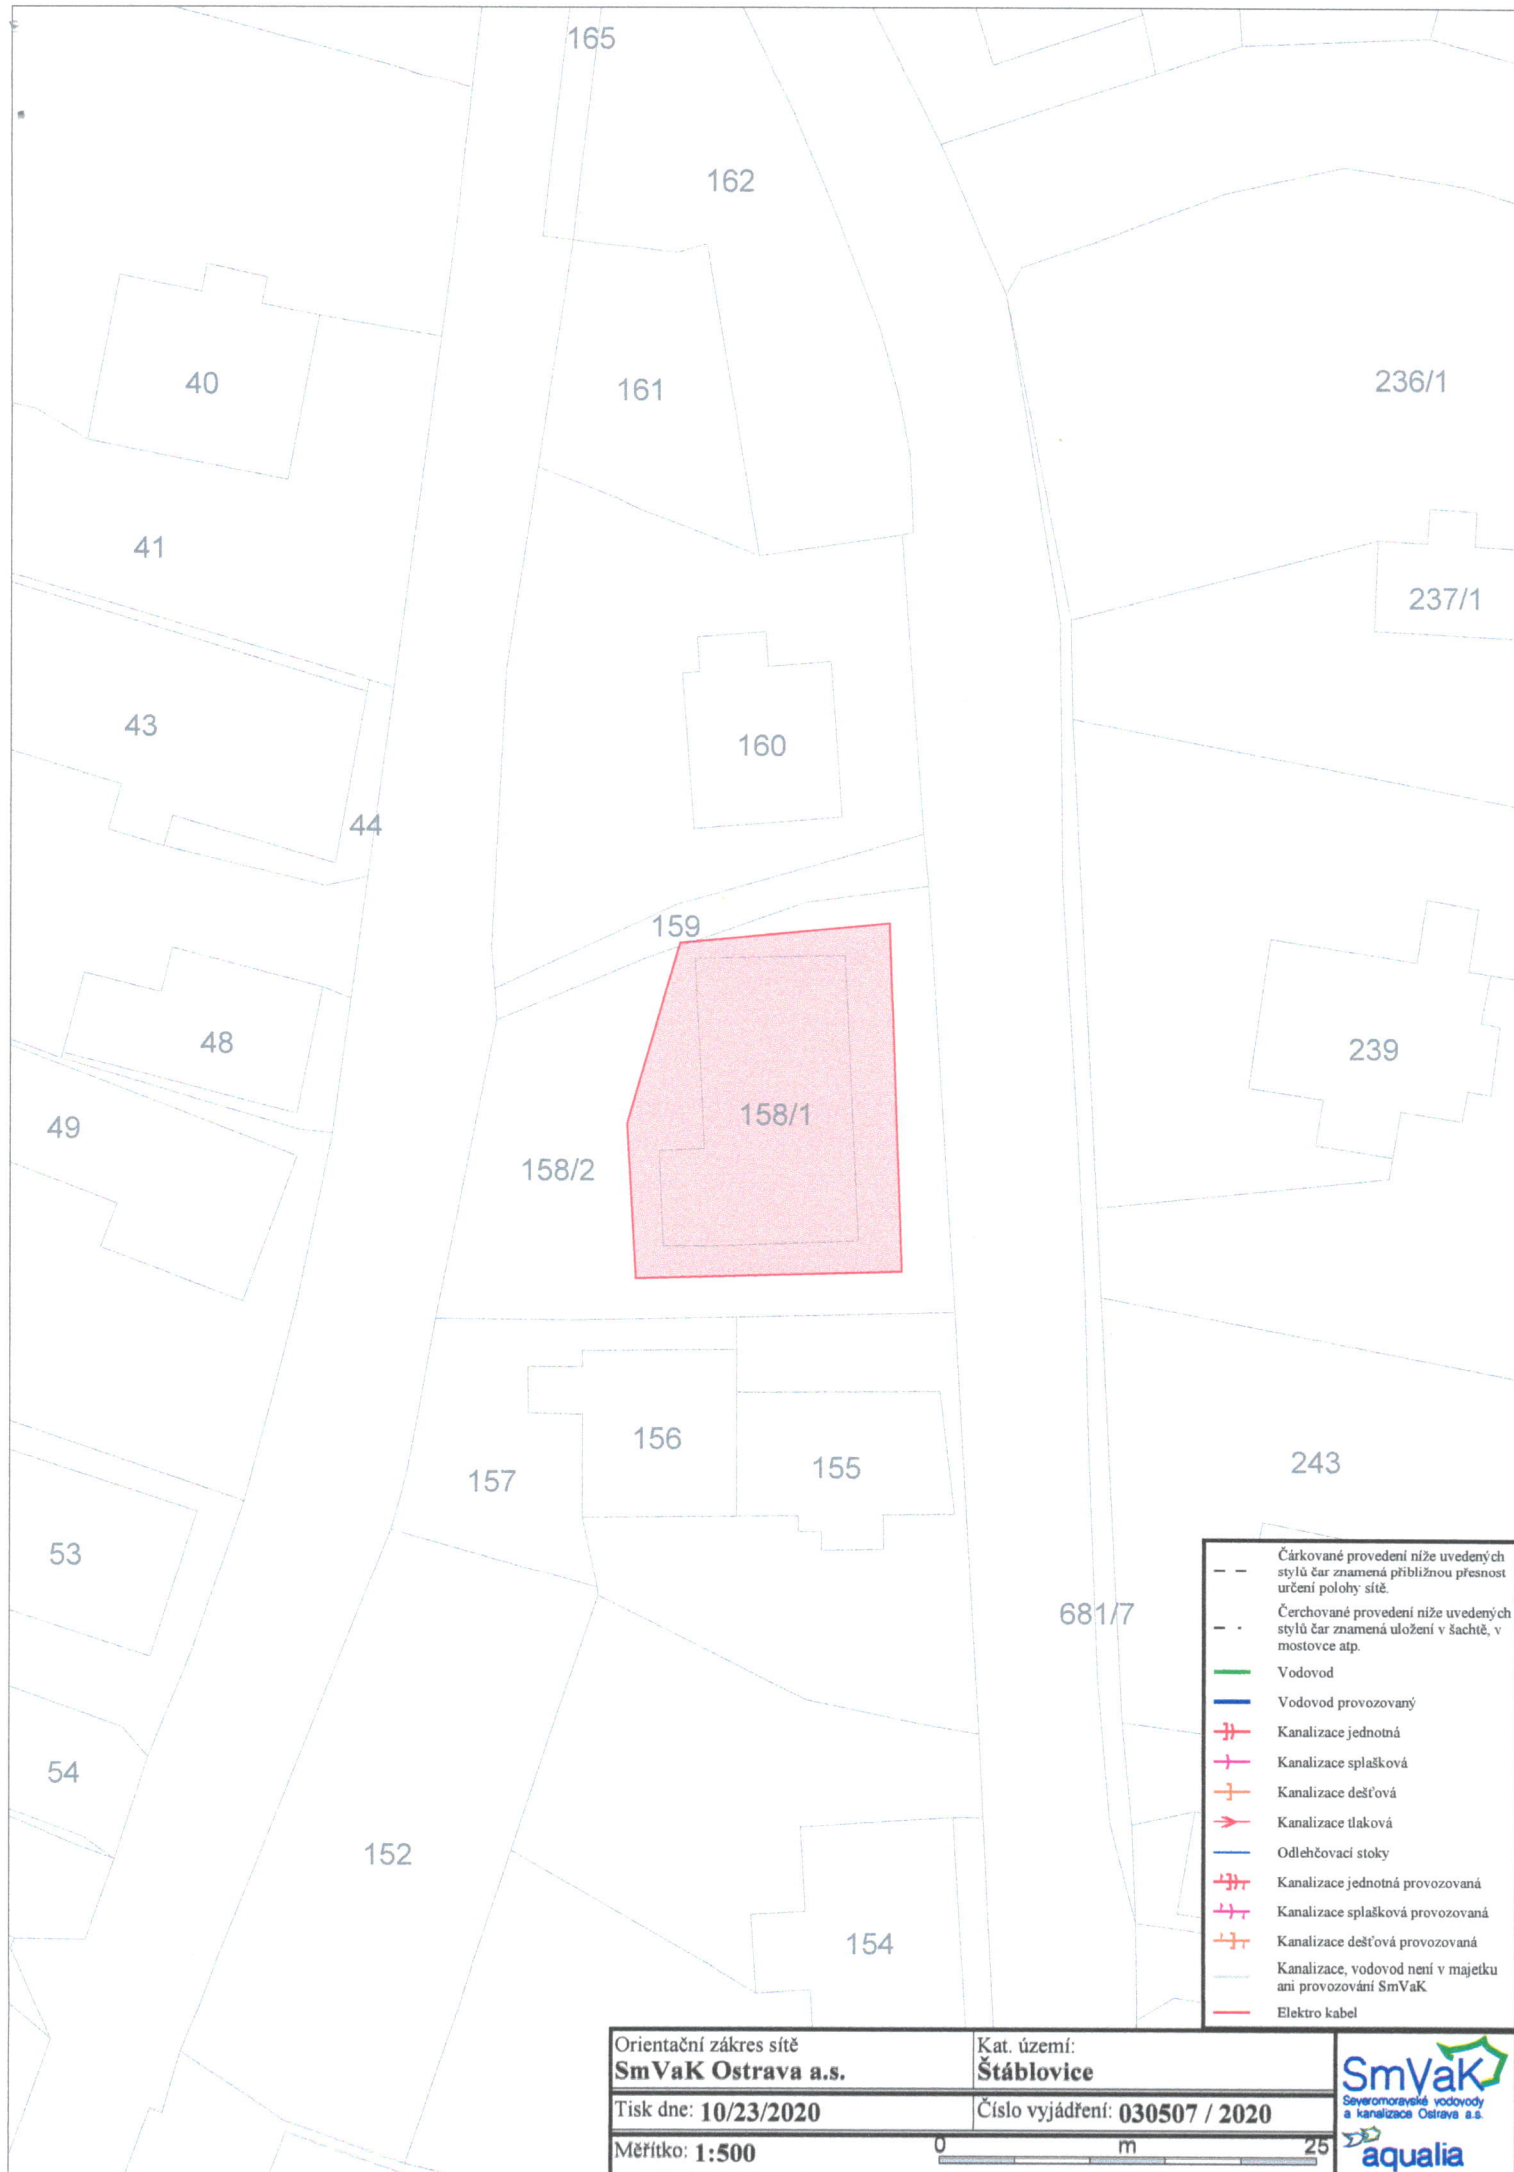 165
162
40
161
236/1
41
237/1
43
160
44
159
48
239
49
158/1
158/2
156
155
157
243
53
681/7
54
152
154
Čárkované provedení níže uvedených
stylů čar znamená přibližnou přesnost
určení polohy sítě.
Čerchované provedení níže uvedených
stylů čar znamená uložení v šachtě, v
mostovce atp.
Vodovod
Vodovod provozovaný
Kanalizace jednotná
Kanalizace splašková
Kanalizace dešťová
Kanalizace tlaková
Odlehčovací stoky
Kanalizace jednotná provozovaná
Kanalizace splašková provozovaná
Kanalizace dešťová provozovaná
Kanalizace, vodovod není v majetku
ani provozování SmVaK
Elektro kabel
Orientační zákres sítě
SmVaK Ostrava a.s.
Kat. území:
Štáblovice
Tisk dne: 10/23/2020
Číslo vyjádření: 030507 / 2020
Měřítko: 1:500
0 m 25
SmVaK
Severomoravské vodovody
a kanalizace Ostrava a.s.
aqualia